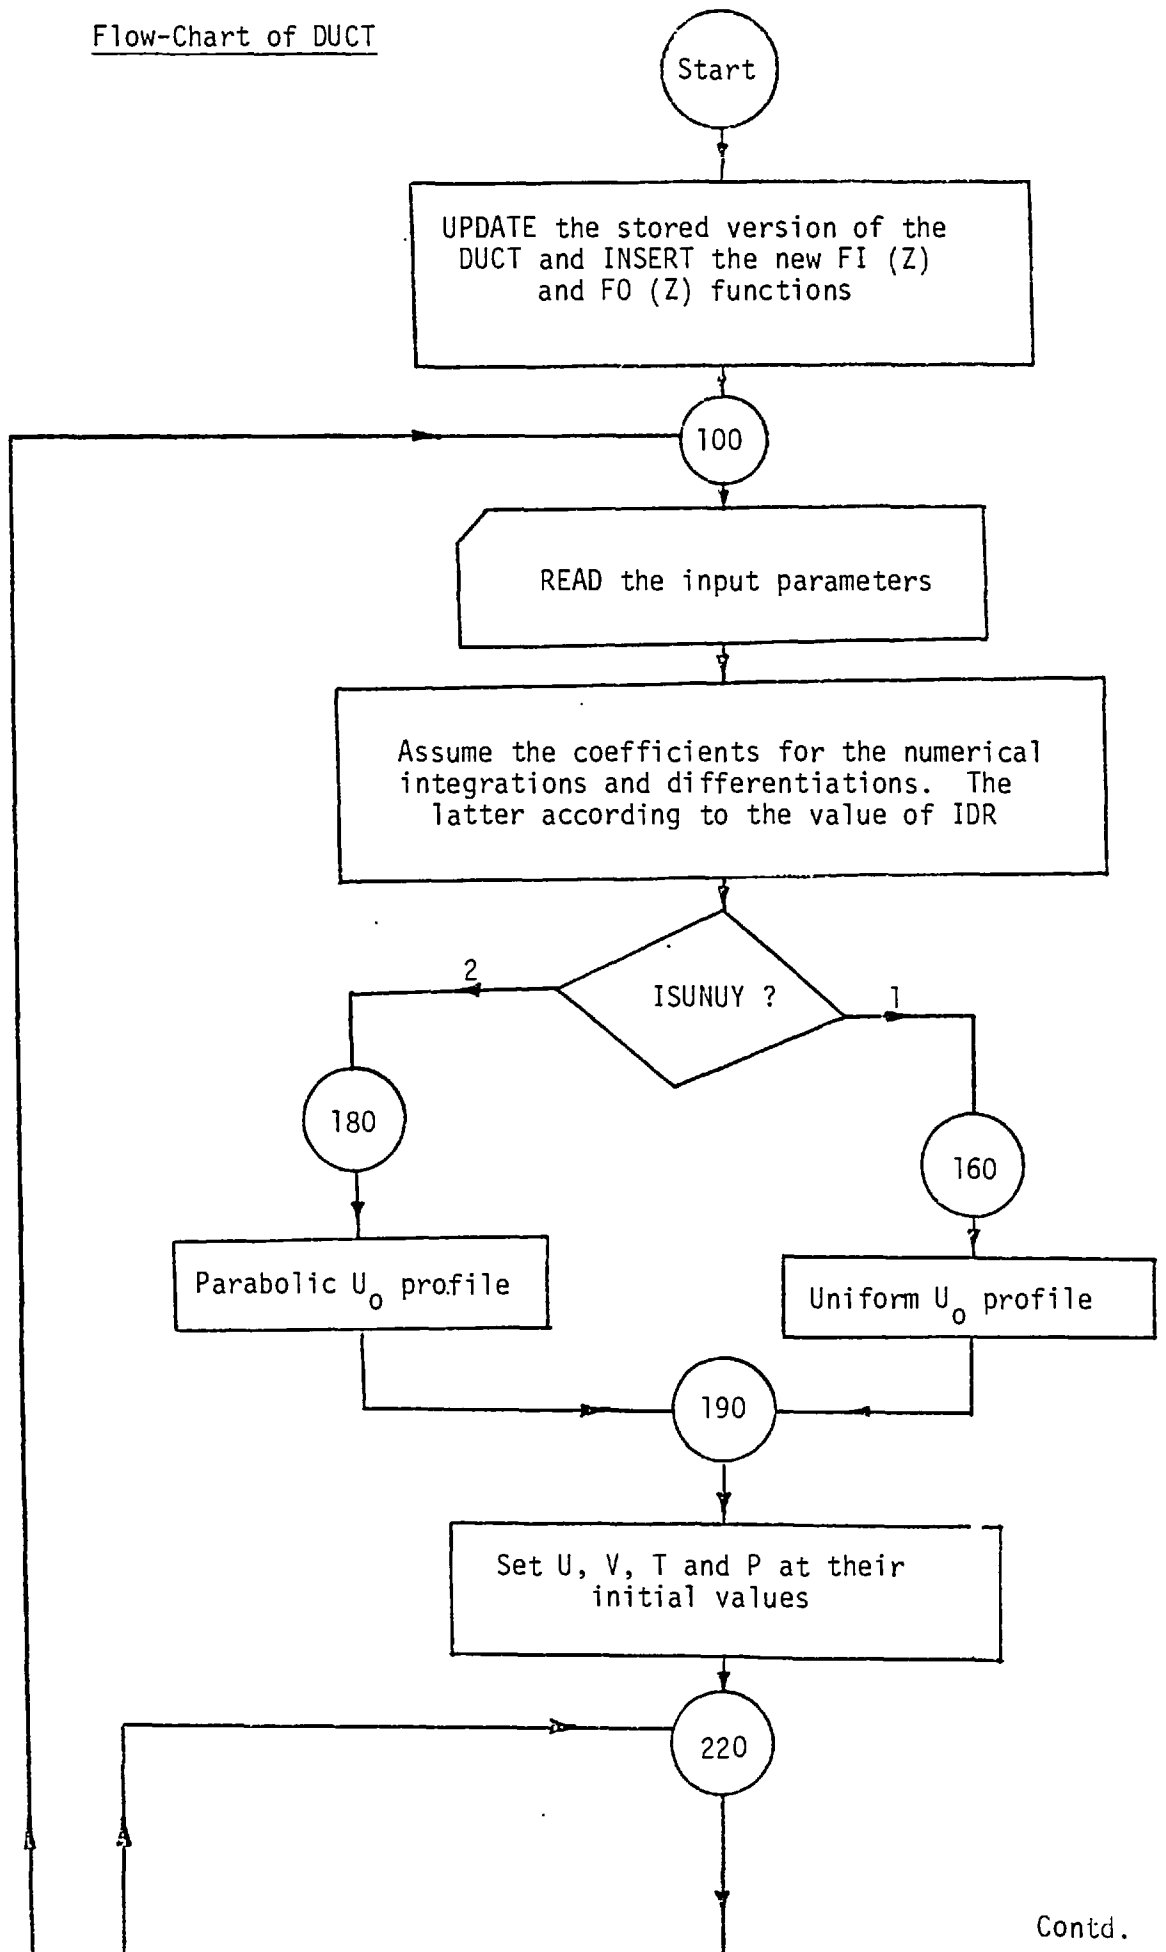 Flow-Chart of DUCT
Start
UPDATE the stored version of the
DUCT and INSERT the new FI (Z)
and FO (Z) functions
100
READ the input parameters
Assume the coefficients for the numerical
integrations and differentiations. The
latter according to the value of IDR
ISUNUY ?
2
1
180
160
Parabolic U₀ profile
Uniform U₀ profile
190
Set U, V, T and P at their
initial values
220
Contd.